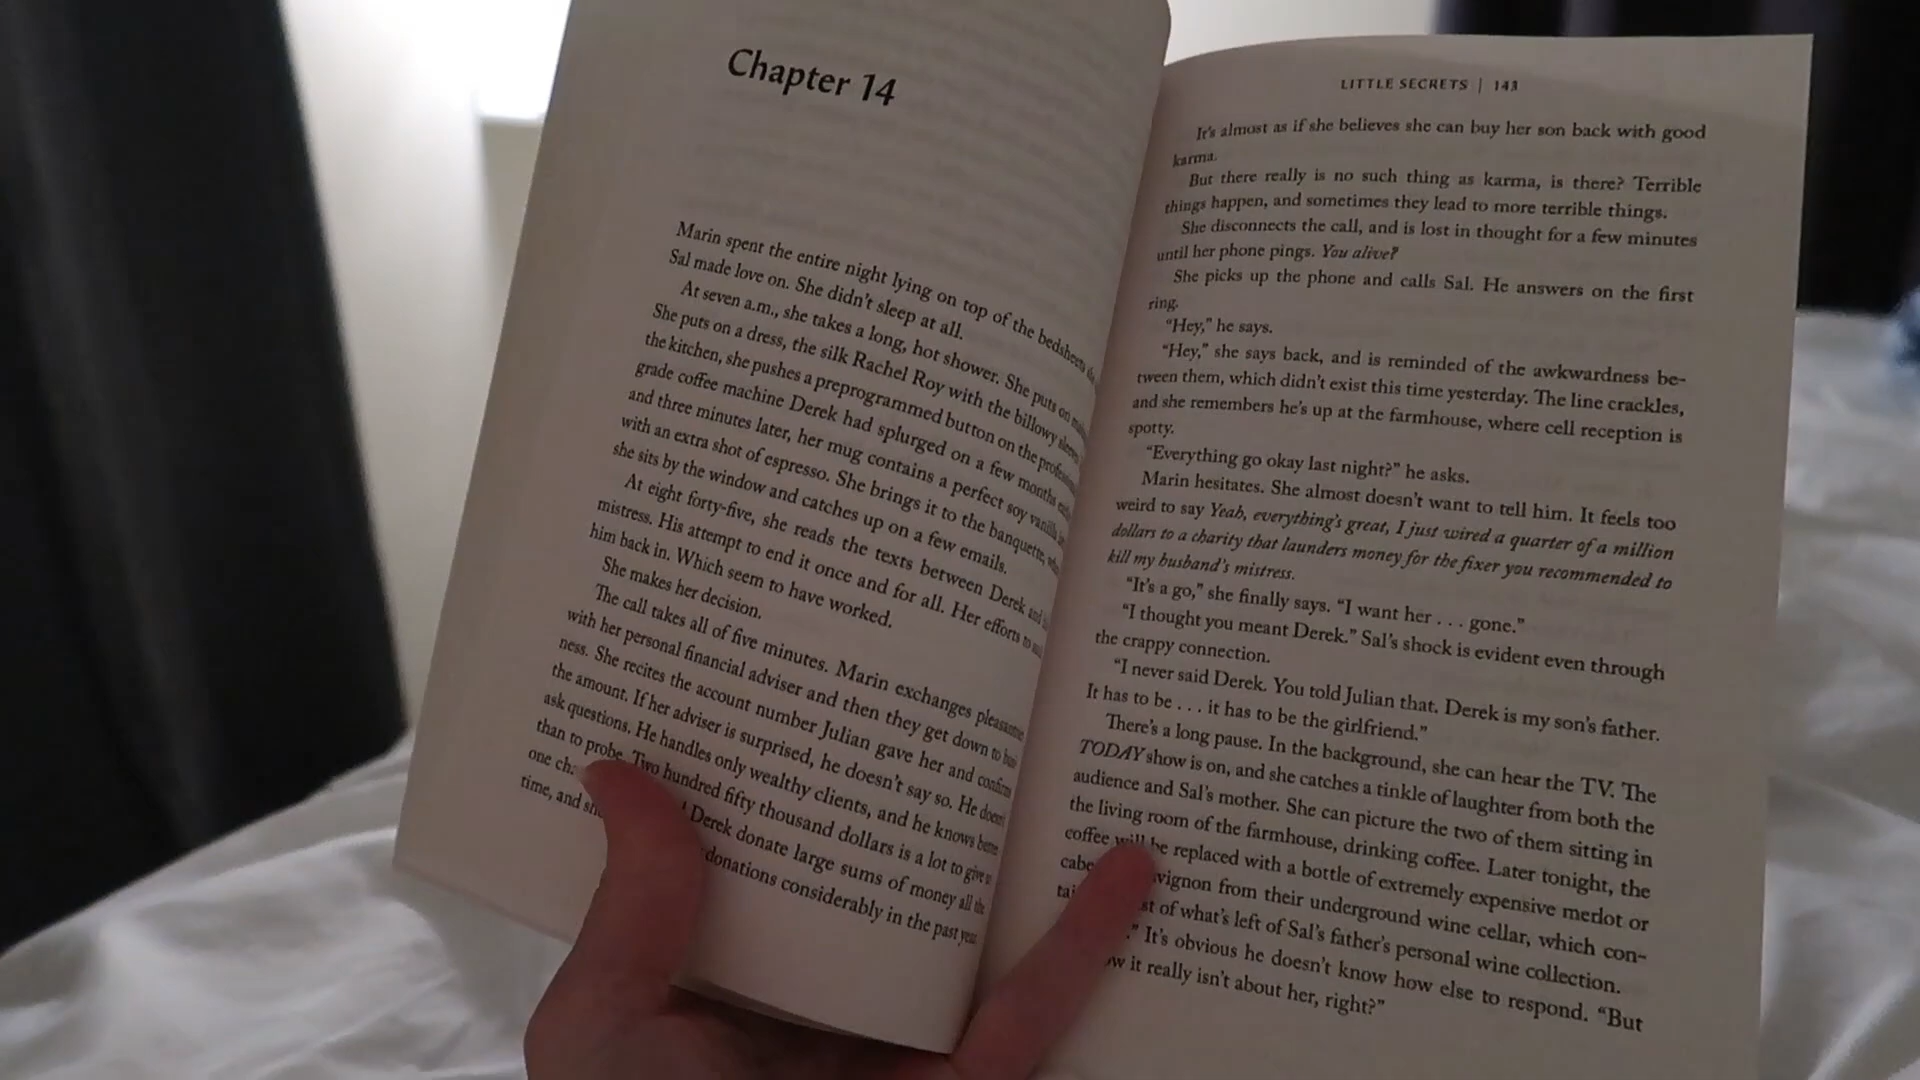 Chapter 14
Marin spent the entire night lying on top of the bedsheets
Sal made love on. She didn't sleep at all.
At seven a.m., she takes a long, hot shower. She puts on
She puts on a dress, the silk Rachel Roy with the billowy sleeves
the kitchen, she pushes a preprogrammed button on the
grade coffee machine Derek had splurged on a few months
and three minutes later, her mug contains a perfect soy vanilla
with an extra shot of espresso. She brings it to the banquette,
she sits by the window and catches up on a few emails.
At eight forty-five, she reads the texts between Derek and
mistress. His attempt to end it once and for all. Her efforts to
him back in. Which seem to have worked.
She makes her decision.
The call takes all of five minutes. Marin exchanges
with her personal financial adviser and then they get down to
ness. She recites the account number Julian gave her and
the amount. If her adviser is surprised, he doesn't say so. He
ask questions. He handles only wealthy clients, and he knows
than to probe. Two hundred fifty thousand dollars is a lot to give
one Derek donate large sums of money all the
time, and donations considerably in the past
LITTLE SECRETS | 143
It's almost as if she believes she can buy her son back with good
karma.
But there really is no such thing as karma, is there? Terrible
things happen, and sometimes they lead to more terrible things.
She disconnects the call, and is lost in thought for a few minutes
until her phone pings. You alive?
She picks up the phone and calls Sal. He answers on the first
ring.
"Hey," he says.
"Hey," she says back, and is reminded of the awkwardness be-
tween them, which didn't exist this time yesterday. The line crackles,
and she remembers he's up at the farmhouse, where cell reception is
spotty.
"Everything go okay last night?" he asks.
Marin hesitates. She almost doesn't want to tell him. It feels too
weird to say Yeah, everything's great, I just wired a quarter of a million
dollars to a charity that launders money for the fixer you recommended to
kill my husband's mistress.
"It's a go," she finally says. "I want her . . . gone."
"I thought you meant Derek." Sal's shock is evident even through
the crappy connection.
"I never said Derek. You told Julian that. Derek is my son's father.
It has to be . . . it has to be the girlfriend."
There's a long pause. In the background, she can hear the TV. The
TODAY show is on, and she catches a tinkle of laughter from both the
audience and Sal's mother. She can picture the two of them sitting in
the living room of the farmhouse, drinking coffee. Later tonight, the
coffee will be replaced with a bottle of extremely expensive merlot or
from their underground wine cellar, which con-
of what's left of Sal's father's personal wine collection.
" It's obvious he doesn't know how else to respond. "But
it really isn't about her, right?"